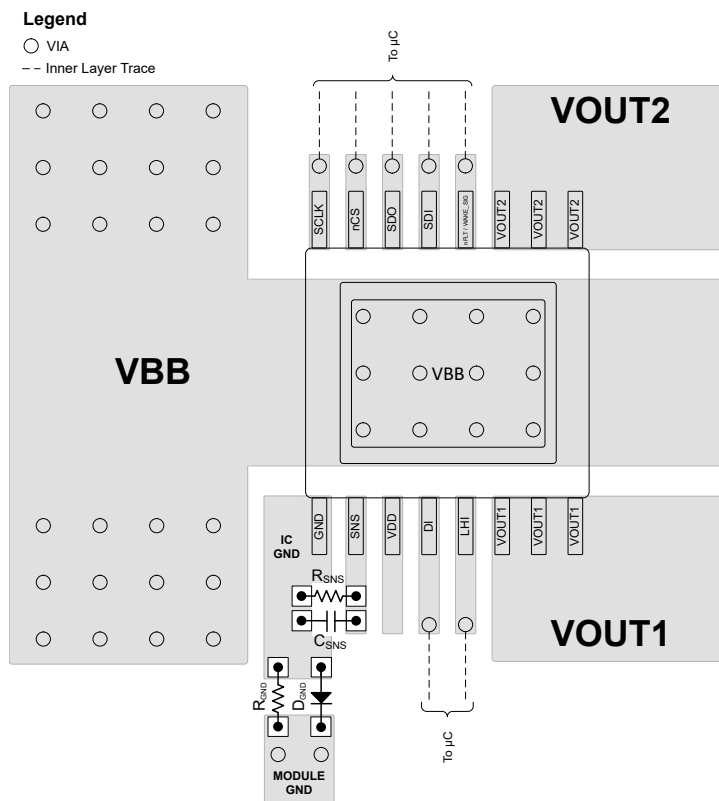 Legend
VIA
Inner Layer Trace
To µC
VOUT2
SCLK
nCS
SDO
SDI
nFLT / WAKE_SIG
VOUT2
VOUT2
VOUT2
VBB
VBB
GND
SNS
VDD
DI
LHI
VOUT1
VOUT1
VOUT1
IC
GND
RSNS
CSNS
VOUT1
RGND
DGND
To µC
MODULE
GND